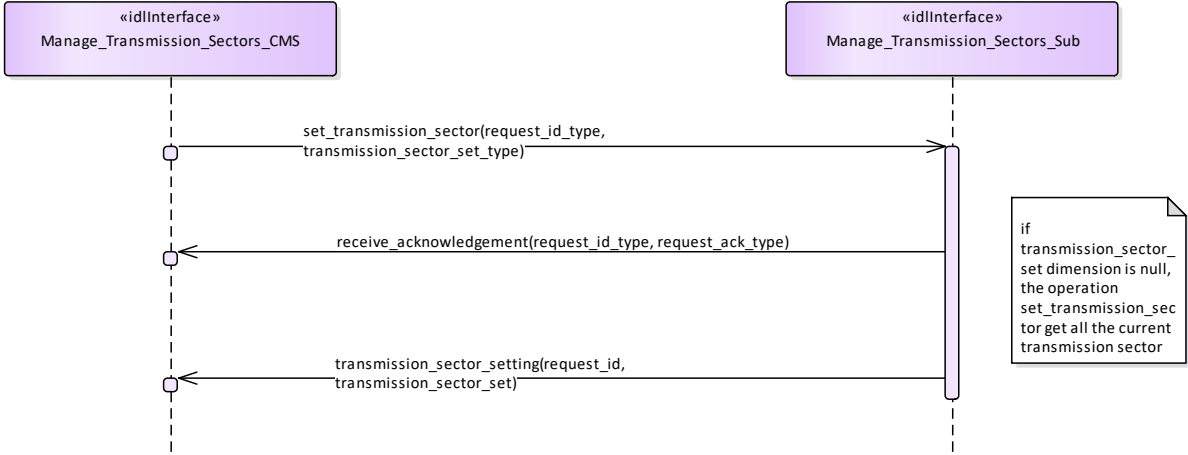 «idlInterface»
Manage_Transmission_Sectors_CMS
«idlInterface»
Manage_Transmission_Sectors_Sub
set_transmission_sector(request_id_type,
transmission_sector_set_type)
receive_acknowledgement(request_id_type, request_ack_type)
transmission_sector_setting(request_id,
transmission_sector_set)
if
transmission_sector_
set dimension is null,
the operation
set_transmission_sec
tor get all the current
transmission sector